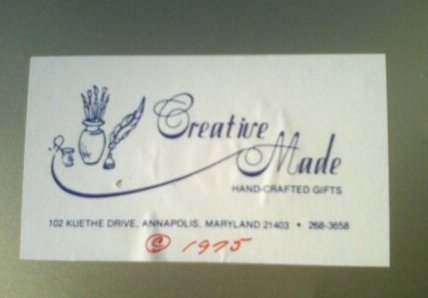 Creative
Made
HAND-CRAFTED GIFTS
102 KUETHE DRIVE, ANNAPOLIS, MARYLAND 21403 • 268-3658
© 1975